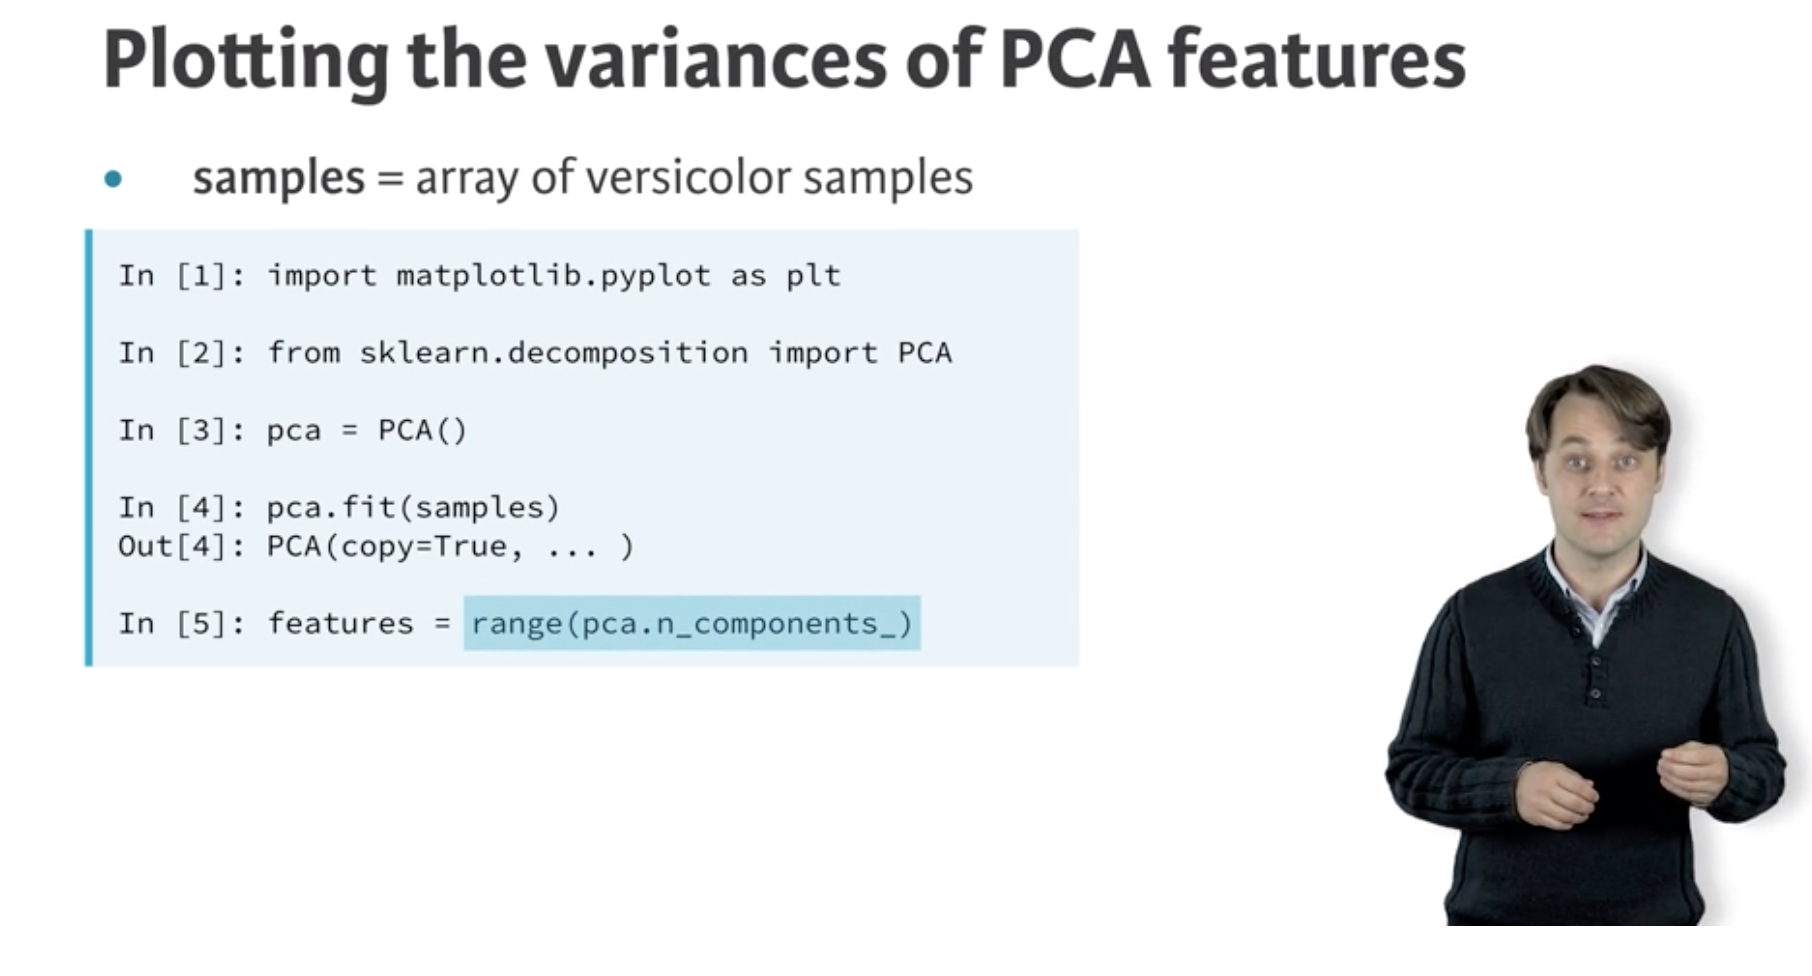 Plotting the variances of PCA features
• samples = array of versicolor samples
In [1]: import matplotlib.pyplot as plt
In [2]: from sklearn.decomposition import PCA
In [3]: pca = PCA()
In [4]: pca.fit(samples)
Out[4]: PCA(copy=True, ... )
In [5]: features = range(pca.n_components_)